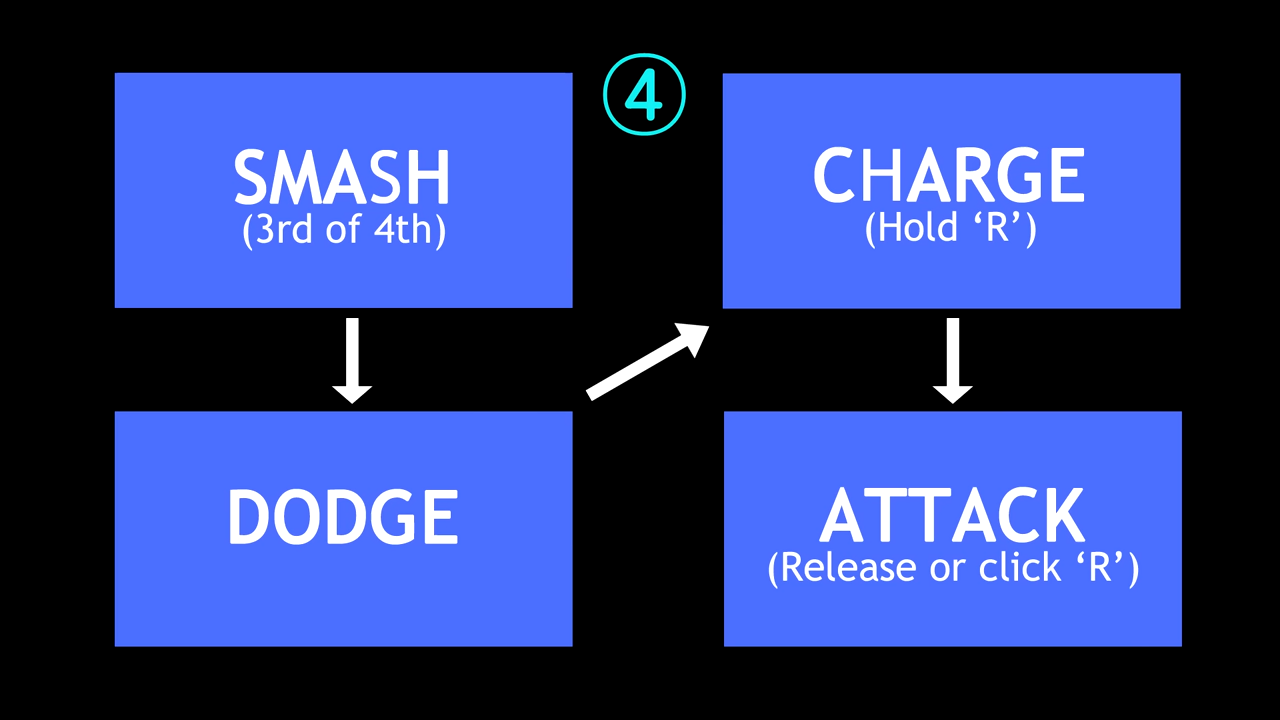 ④
SMASH
(3rd of 4th)
DODGE
CHARGE
(Hold ‘R’)
ATTACK
(Release or click ‘R’)